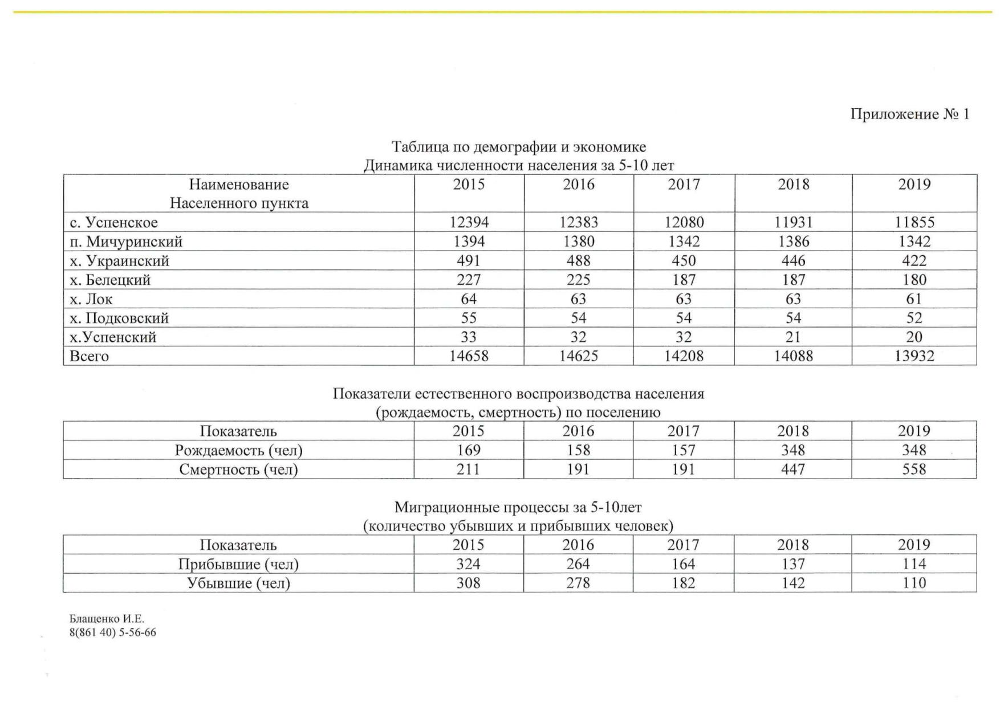 Приложение № 1
Таблица по демографии и экономике
Динамика численности населения за 5-10 лет
Наименование Населенного пункта 2015 2016 2017 2018 2019
с. Успенское 12394 12383 12080 11931 11855
п. Мичуринский 1394 1380 1342 1386 1342
х. Украинский 491 488 450 446 422
х. Белецкий 227 225 187 187 180
х. Лок 64 63 63 63 61
х. Подковский 55 54 54 54 52
х.Успенский 33 32 32 21 20
Всего 14658 14625 14208 14088 13932
Показатели естественного воспроизводства населения
(рождаемость, смертность) по поселению
Показатель 2015 2016 2017 2018 2019
Рождаемость (чел) 169 158 157 348 348
Смертность (чел) 211 191 191 447 558
Миграционные процессы за 5-10лет
(количество убывших и прибывших человек)
Показатель 2015 2016 2017 2018 2019
Прибывшие (чел) 324 264 164 137 114
Убывшие (чел) 308 278 182 142 110
Блащенко И.Е.
8(861 40) 5-56-66